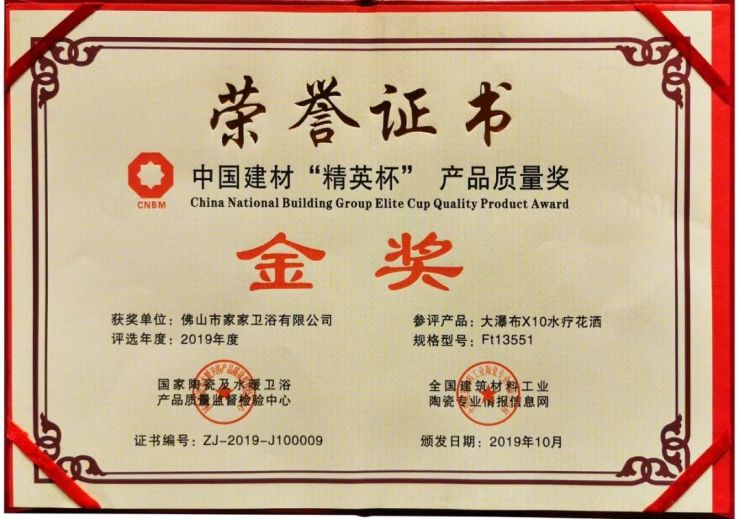 荣誉证书
CNBM
中国建材“精英杯” 产品质量奖
China National Building Group Elite Cup Quality Product Award
金奖
获奖单位：佛山市家家卫浴有限公司
评选年度：2019年度
参评产品：大瀑布X10水疗花洒
规格型号：Ft13551
国家陶瓷及水暖卫浴
产品质量监督检验中心
全国建筑材料工业
陶瓷专业情报信息网
证书编号：ZJ-2019-J100009
颁发日期：2019年10月